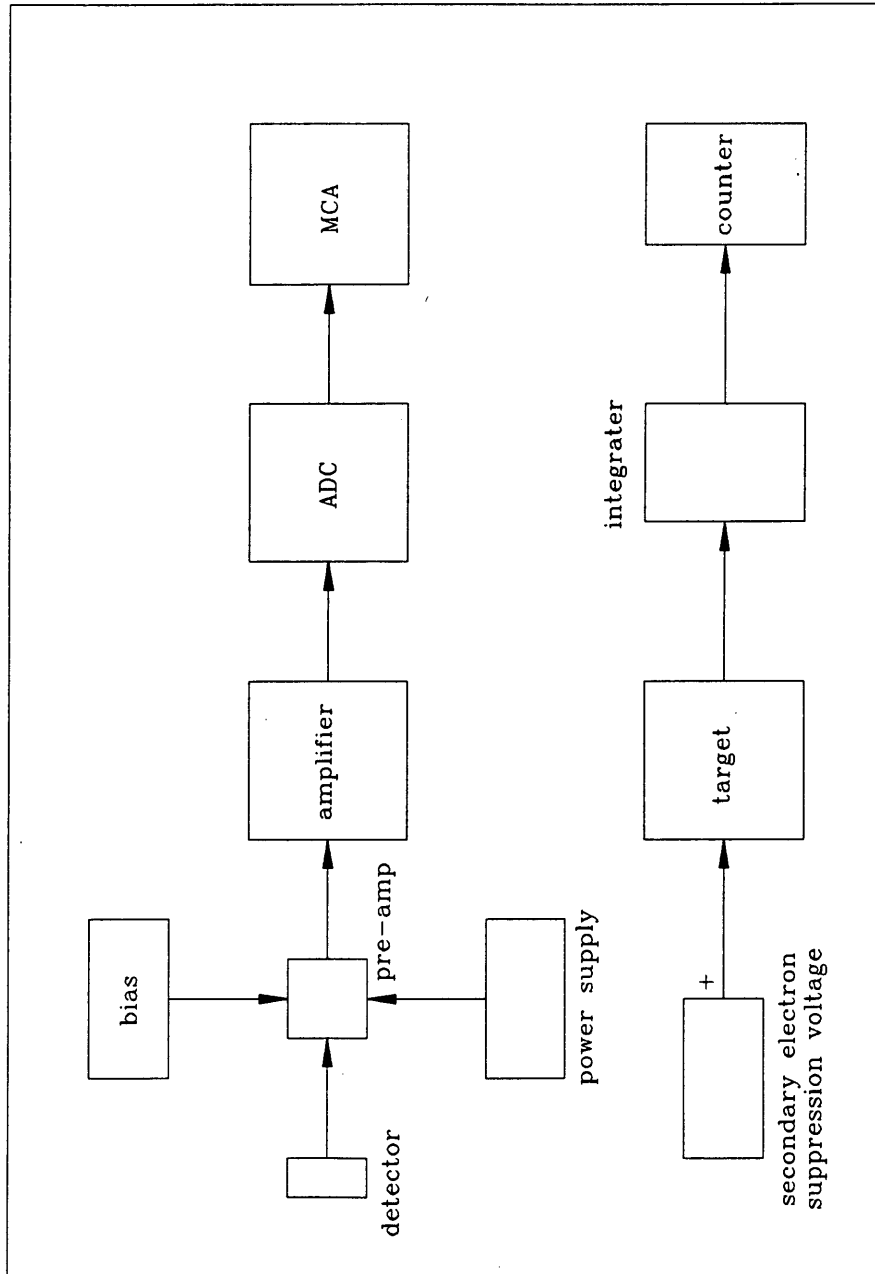 bias
detector
pre-amp
power supply
amplifier
ADC
MCA
+
secondary electron
suppression voltage
target
integrater
counter